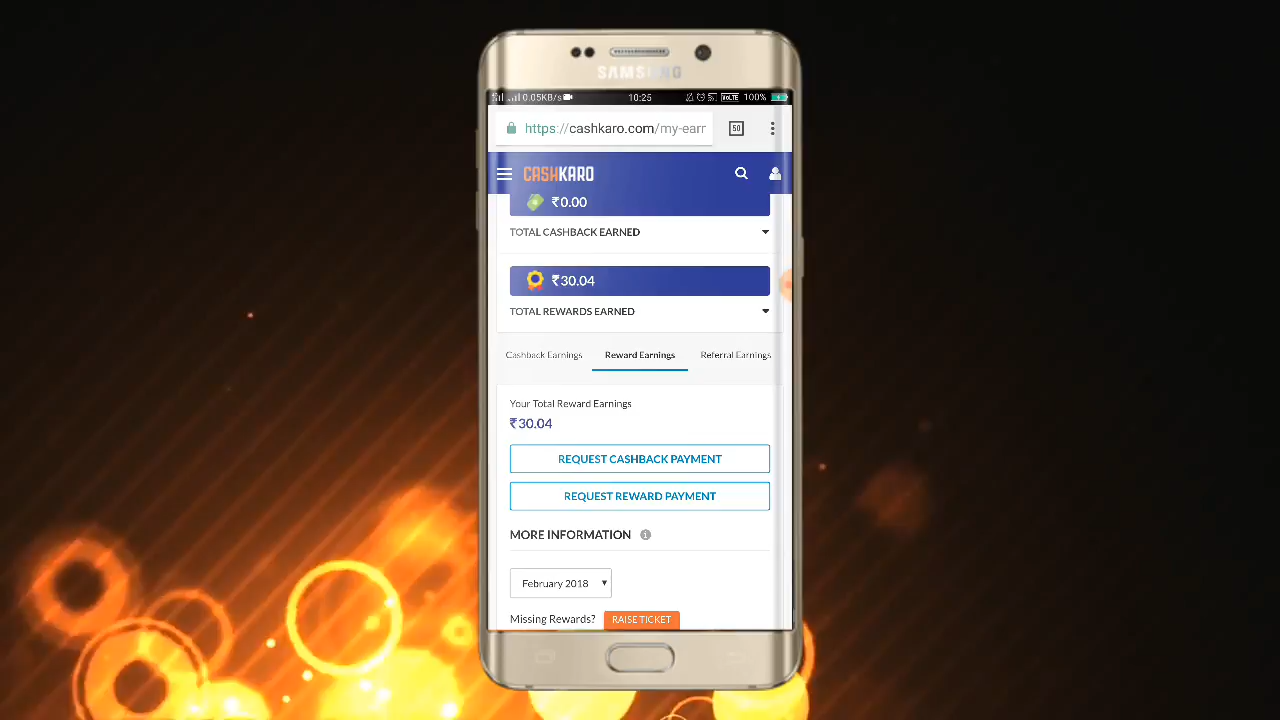 SAMSUNG
0.05KB/s 10:25 VOLTE 100%
https://cashkaro.com/my-earr 50
CASHKARO
₹0.00
TOTAL CASHBACK EARNED
₹30.04
TOTAL REWARDS EARNED
Cashback Earnings Reward Earnings Referral Earnings
Your Total Reward Earnings
₹30.04
REQUEST CASHBACK PAYMENT
REQUEST REWARD PAYMENT
MORE INFORMATION
February 2018
Missing Rewards? RAISE TICKET